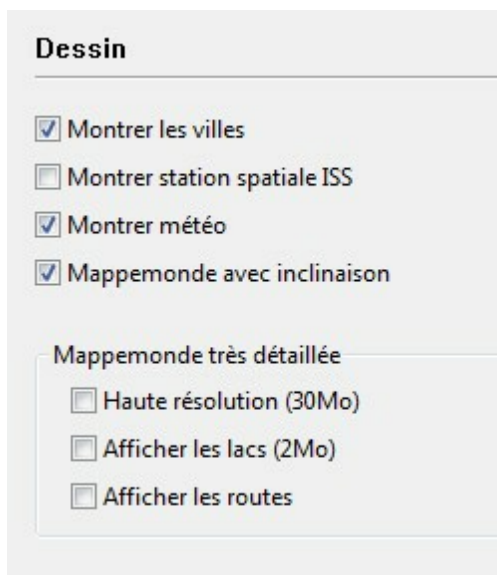 Dessin
Montrer les villes
Montrer station spatiale ISS
Montrer météo
Mappemonde avec inclinaison
Mappemonde très détaillée
Haute résolution (30Mo)
Afficher les lacs (2Mo)
Afficher les routes